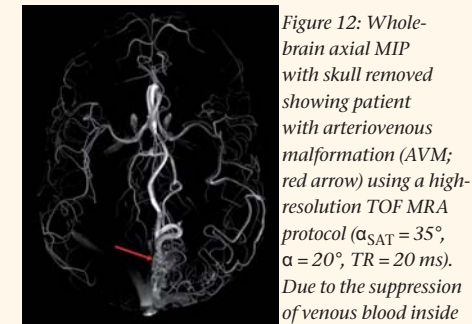 Figure 12: Whole-
brain axial MIP
with skull removed
showing patient
with arteriovenous
malformation (AVM;
red arrow) using a high-
resolution TOF MRA
protocol (α_SAT = 35°,
α = 20°, TR = 20 ms).
Due to the suppression
of venous blood inside